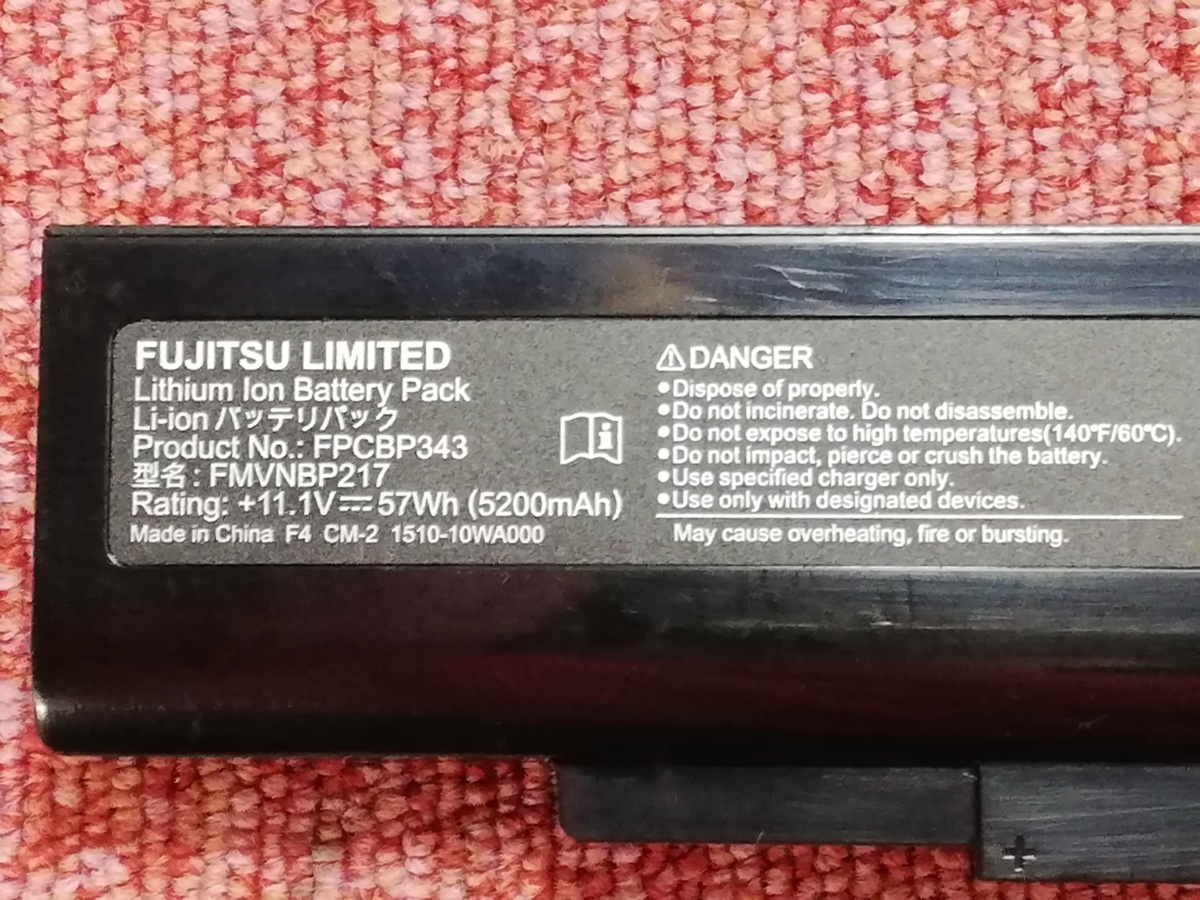 FUJITSU LIMITED
Lithium Ion Battery Pack
Li-ion バッテリパック
Product No.: FPCBP343
型名 : FMVNBP217
Rating: +11.1V⎓57Wh (5200mAh)
Made in China F4 CM-2 1510-10WA000
⚠DANGER
•Dispose of properly.
•Do not incinerate. Do not disassemble.
•Do not expose to high temperatures(140°F/60°C).
•Do not impact, pierce or crush the battery.
•Use specified charger only.
•Use only with designated devices.
May cause overheating, fire or bursting.
+